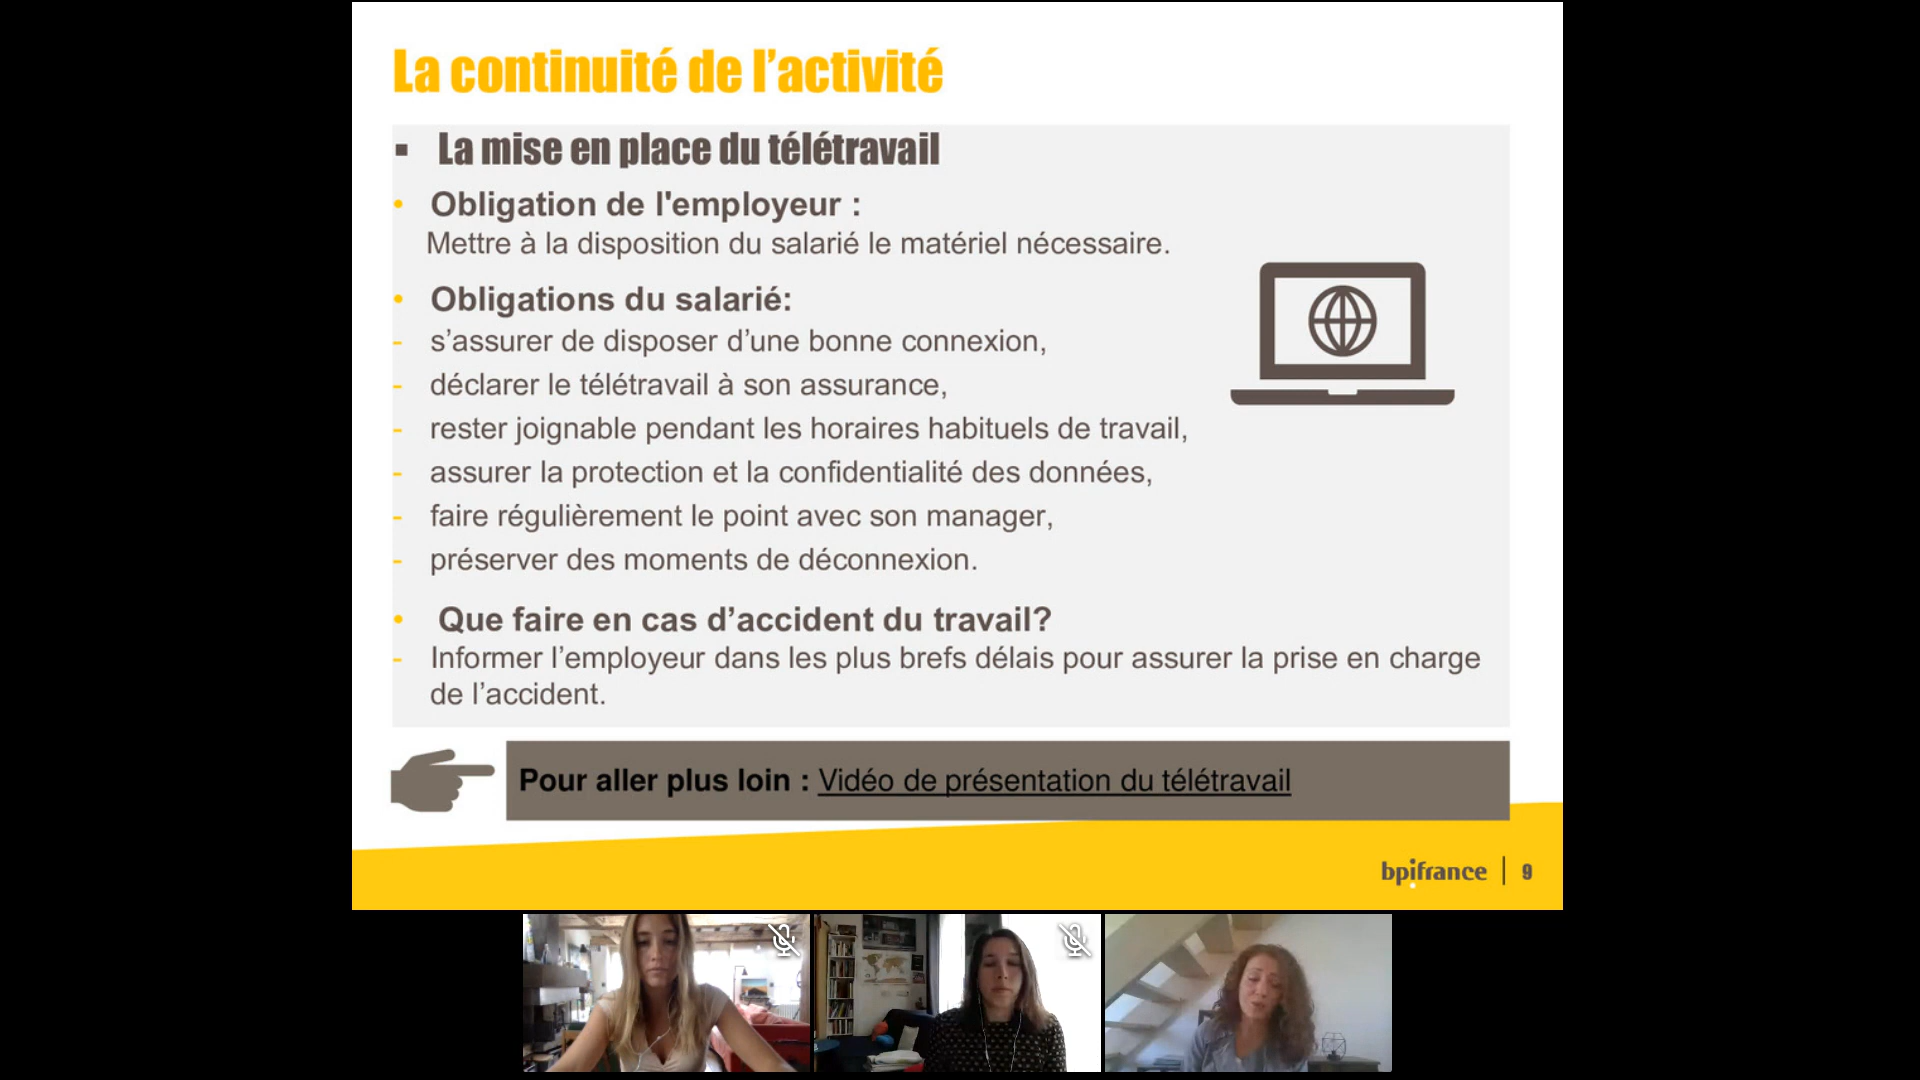 La continuité de l’activité
▪ La mise en place du télétravail
• Obligation de l'employeur :
Mettre à la disposition du salarié le matériel nécessaire.
• Obligations du salarié:
- s’assurer de disposer d’une bonne connexion,
- déclarer le télétravail à son assurance,
- rester joignable pendant les horaires habituels de travail,
- assurer la protection et la confidentialité des données,
- faire régulièrement le point avec son manager,
- préserver des moments de déconnexion.
• Que faire en cas d’accident du travail?
- Informer l’employeur dans les plus brefs délais pour assurer la prise en charge
de l’accident.
Pour aller plus loin : Vidéo de présentation du télétravail
bpifrance | 9